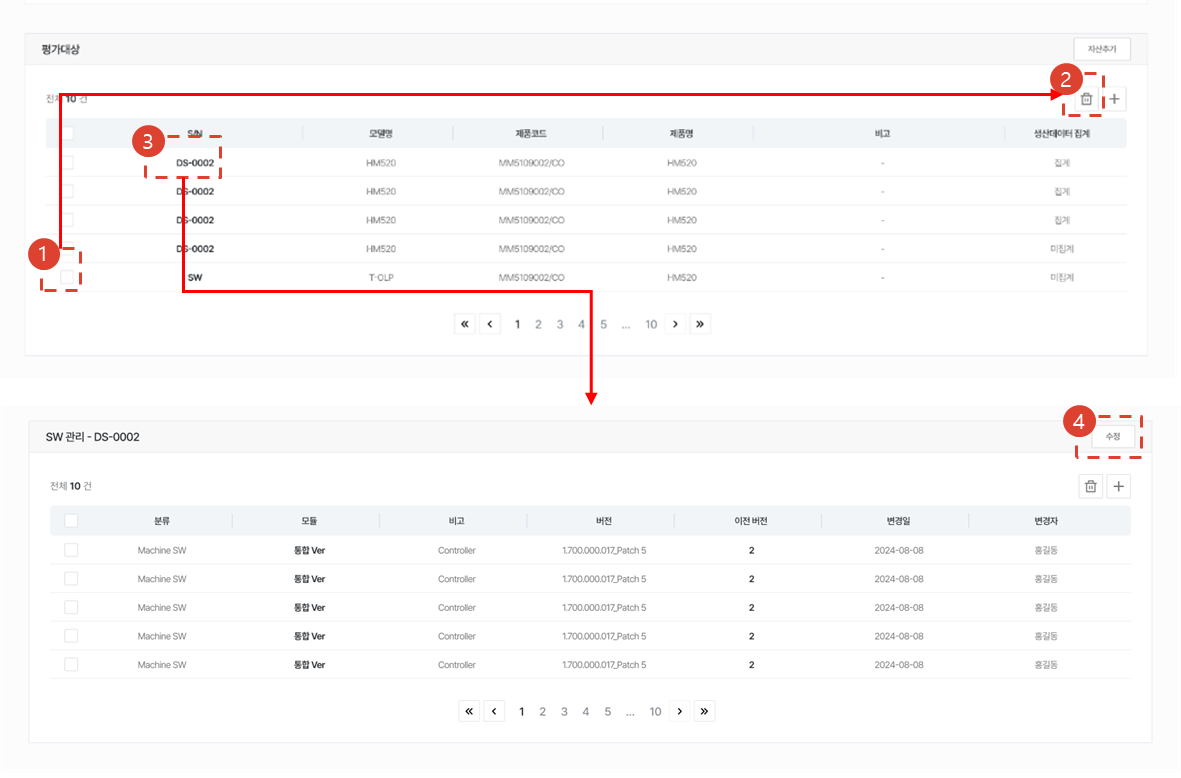 평가대상
자산추가
2
전체 10 건
3
S/N 모델명 제품코드 제품명 비고 생산데이터 집계
DS-0002 HM520 MM5109002/CO HM520 - 집계
DS-0002 HM520 MM5109002/CO HM520 - 집계
DS-0002 HM520 MM5109002/CO HM520 - 집계
1
DS-0002 HM520 MM5109002/CO HM520 - 미집계
SW T-OLP MM5109002/CO HM520 - 미집계
« ‹ 1 2 3 4 5 ... 10 › »
4
SW 관리 - DS-0002
수정
전체 10 건
분류 모듈 비고 버전 이전 버전 변경일 변경자
Machine SW 통합 Ver Controller 1.700.000.017_Patch 5 2 2024-08-08 홍길동
Machine SW 통합 Ver Controller 1.700.000.017_Patch 5 2 2024-08-08 홍길동
Machine SW 통합 Ver Controller 1.700.000.017_Patch 5 2 2024-08-08 홍길동
Machine SW 통합 Ver Controller 1.700.000.017_Patch 5 2 2024-08-08 홍길동
Machine SW 통합 Ver Controller 1.700.000.017_Patch 5 2 2024-08-08 홍길동
« ‹ 1 2 3 4 5 ... 10 › »